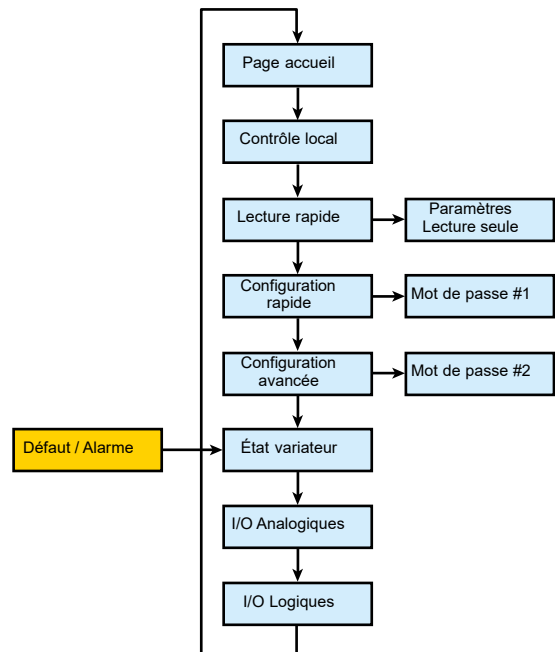 Page accueil
Contrôle local
Lecture rapide
Paramètres
Lecture seule
Configuration
rapide
Mot de passe #1
Configuration
avancée
Mot de passe #2
Défaut / Alarme
État variateur
I/O Analogiques
I/O Logiques